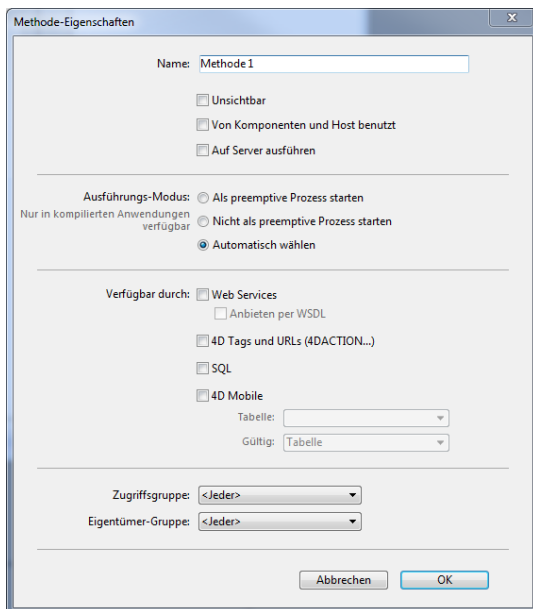 Methode-Eigenschaften
x
Name: Methode1
Unsichtbar
Von Komponenten und Host benutzt
Auf Server ausführen
Ausführungs-Modus: Als preemptive Prozess starten
Nur in kompilierten Anwendungen
verfügbar
Nicht als preemptive Prozess starten
Automatisch wählen
Verfügbar durch: Web Services
Anbieten per WSDL
4D Tags und URLs (4DACTION...)
SQL
4D Mobile
Tabelle:
Gültig: Tabelle
Zugriffsgruppe: <Jeder>
Eigentümer-Gruppe: <Jeder>
Abbrechen OK